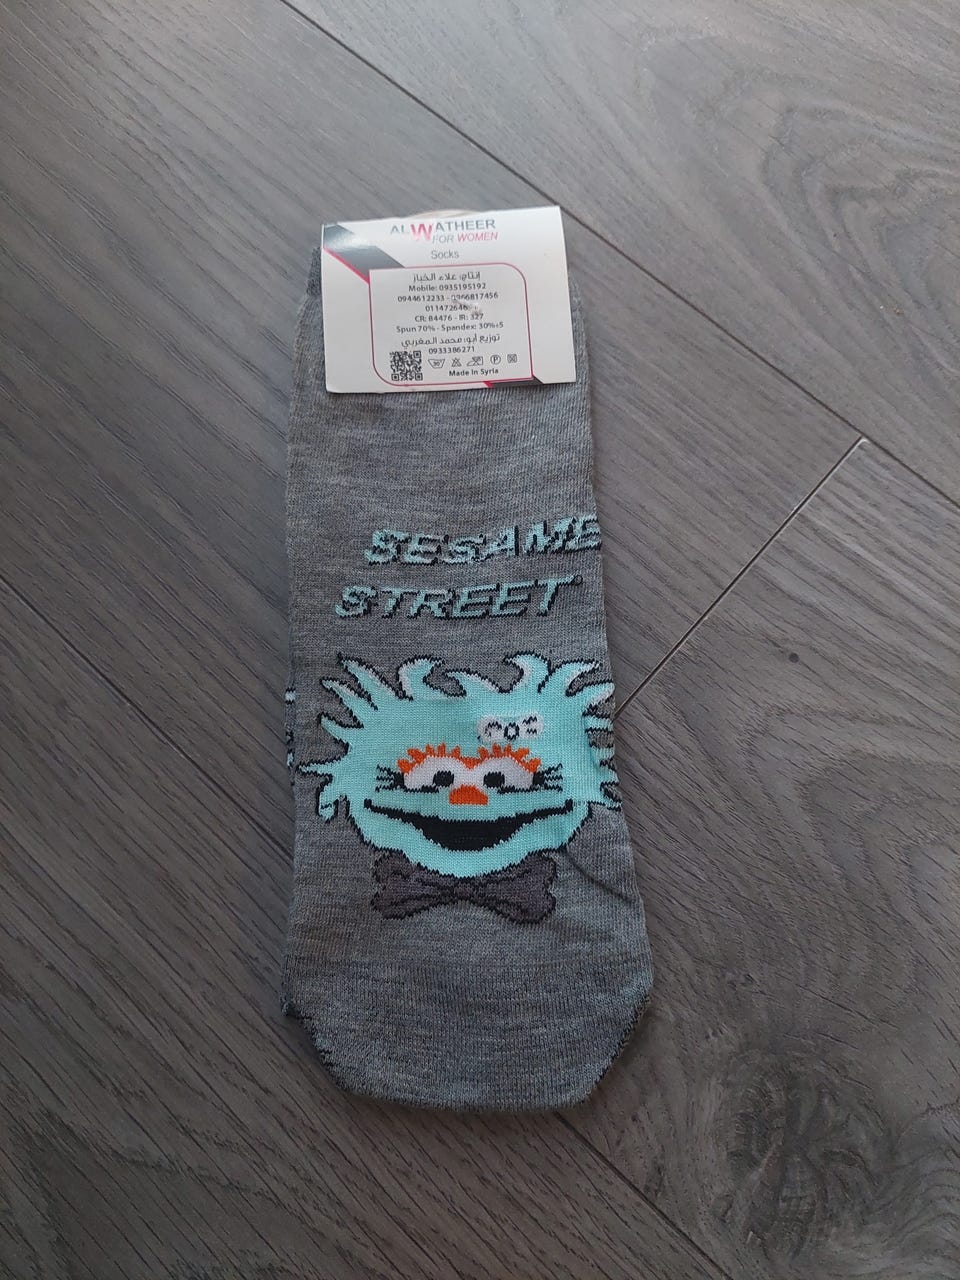 ALWATHEER
FOR WOMEN
Socks
إنتاج: علاء الخباز
Mobile: 0935195192
0944612233 - 0966817456
CR: 84476 - IR: 327
Spun 70% - Spandex: 30%±5
توزيع أبو: محمد المغربي
0933386271
Made In Syria
SESAME
STREET